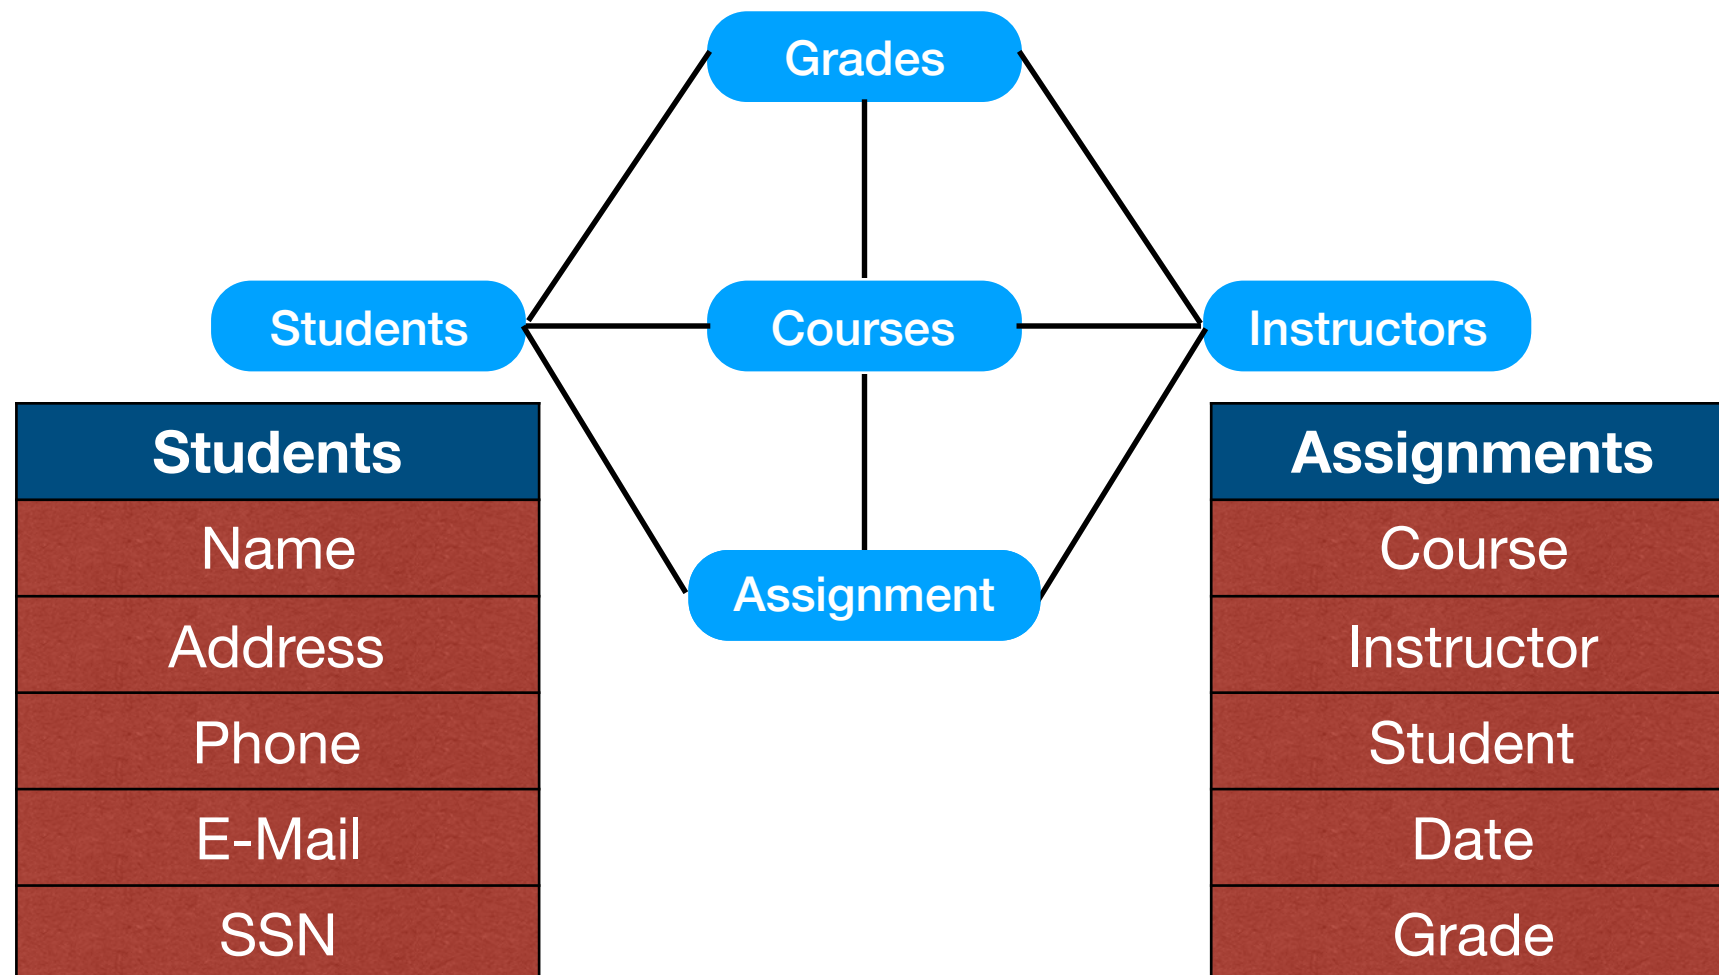 Grades
Students
Courses
Instructors
Assignment
Students
Name
Address
Phone
E-Mail
SSN
Assignments
Course
Instructor
Student
Date
Grade